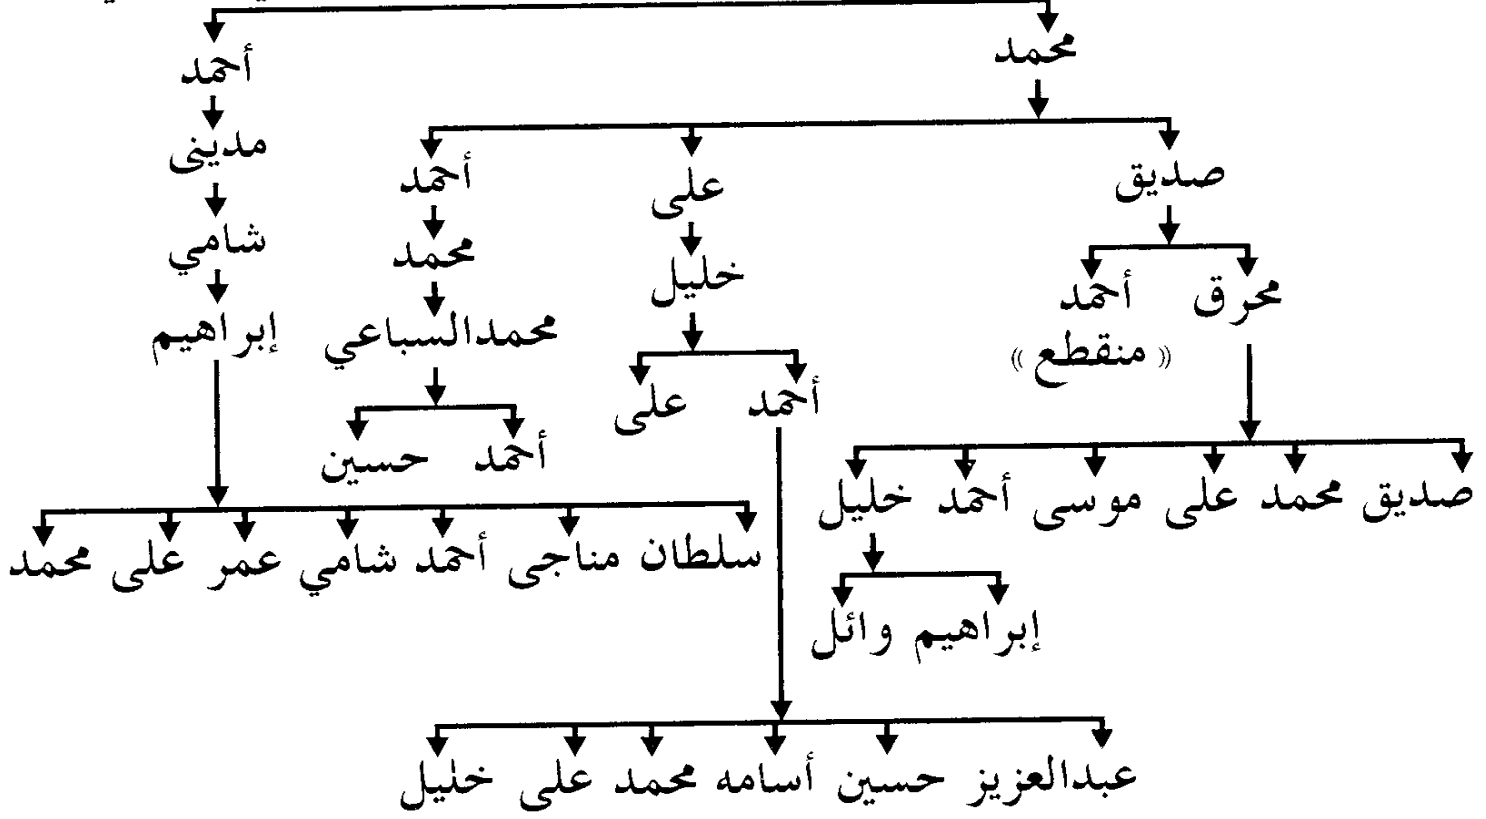 محمد أحمد
صديق على أحمد مدينى
محرق أحمد خليل محمد شامي
« منقطع » محمدالسباعي إبراهيم
أحمد على
أحمد حسين
صديق محمد على موسى أحمد خليل
سلطان مناجى أحمد شامي عمر على محمد
إبراهيم وائل
عبدالعزيز حسين أسامه محمد على خليل